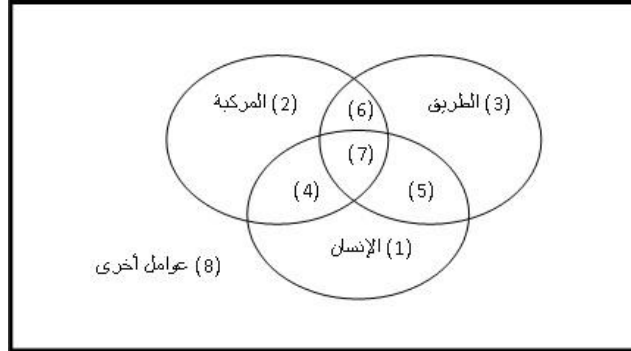 (2) المركبة
(3) الطريق
(6)
(7)
(4)
(5)
(1) الإنسان
(8) عوامل أخرى